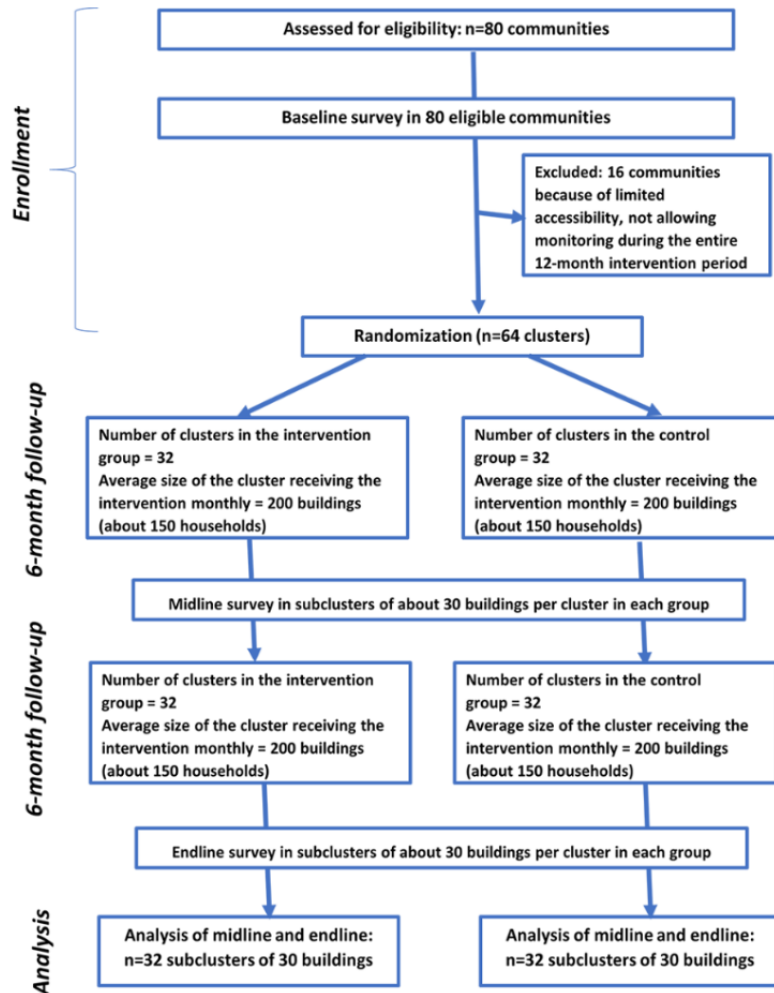 Assessed for eligibility: n=80 communities
Enrollment
Baseline survey in 80 eligible communities
Excluded: 16 communities
because of limited
accessibility, not allowing
monitoring during the entire
12-month intervention period
Randomization (n=64 clusters)
6-month follow-up
Number of clusters in the intervention
group = 32
Average size of the cluster receiving the
intervention monthly = 200 buildings
(about 150 households)
Number of clusters in the control
group = 32
Average size of the cluster receiving the
intervention monthly = 200 buildings
(about 150 households)
Midline survey in subclusters of about 30 buildings per cluster in each group
6-month follow-up
Number of clusters in the intervention
group = 32
Average size of the cluster receiving the
intervention monthly = 200 buildings
(about 150 households)
Number of clusters in the control
group = 32
Average size of the cluster receiving the
intervention monthly = 200 buildings
(about 150 households)
Endline survey in subclusters of about 30 buildings per cluster in each group
Analysis
Analysis of midline and endline:
n=32 subclusters of 30 buildings
Analysis of midline and endline:
n=32 subclusters of 30 buildings